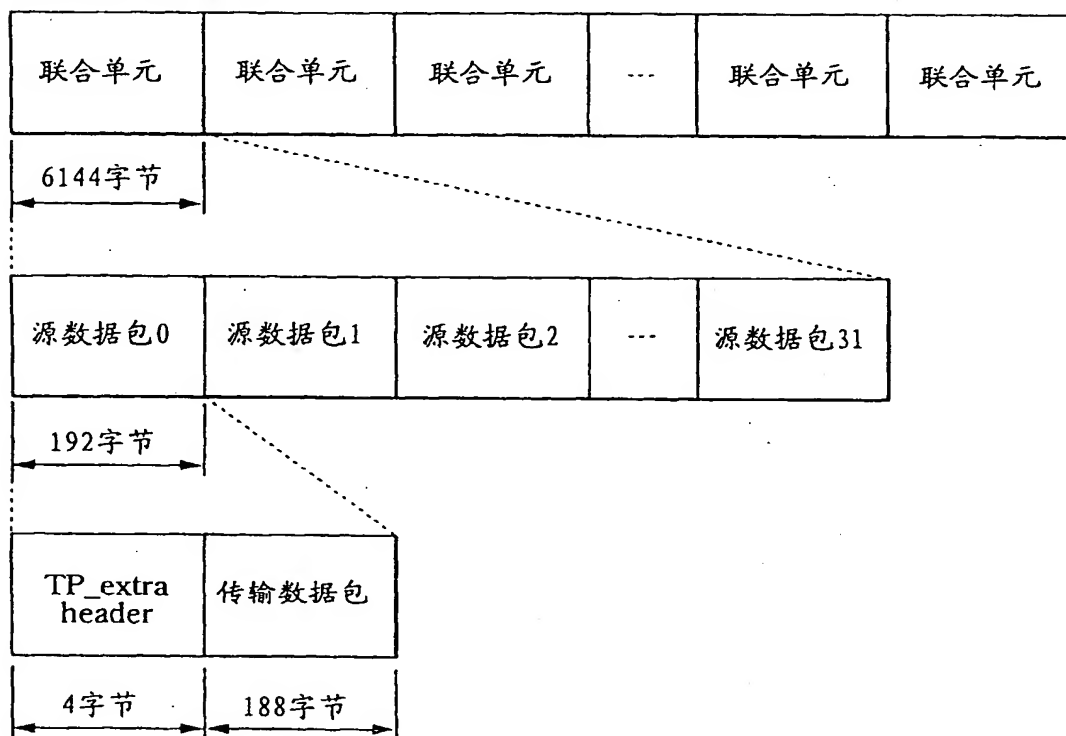 联合单元 联合单元 联合单元 --- 联合单元 联合单元
6144字节
源数据包0 源数据包1 源数据包2 --- 源数据包31
192字节
TP_extra
header
传输数据包
4字节 188字节